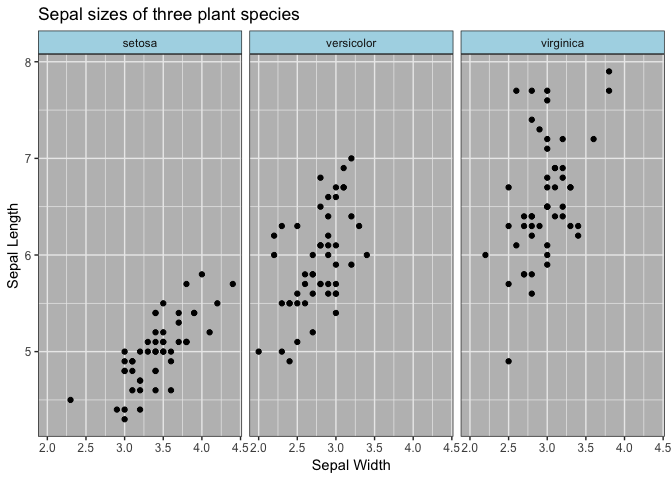 Sepal sizes of three plant species
setosa versicolor virginica
8
7
6
5
2.0 2.5 3.0 3.5 4.0 4.5 2.0 2.5 3.0 3.5 4.0 4.5 2.0 2.5 3.0 3.5 4.0 4.5
Sepal Width
Sepal Length